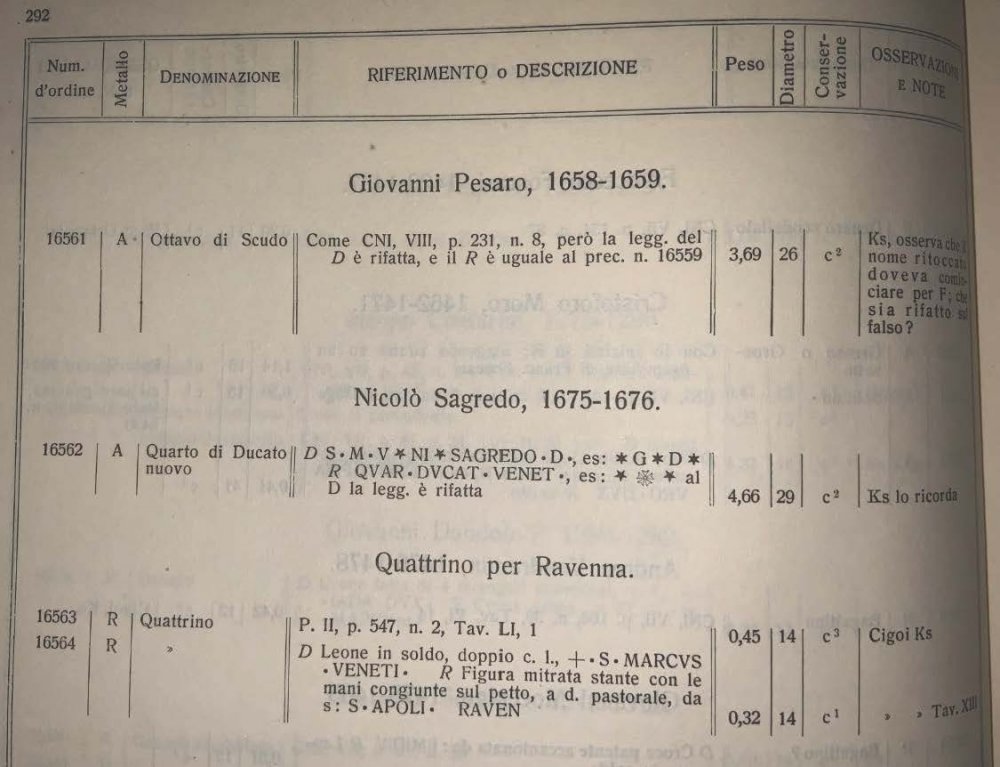 292
Num. d'ordine
Metallo
DENOMINAZIONE
RIFERIMENTO o DESCRIZIONE
Peso
Diametro
Conser-
vazione
OSSERVAZIONI
E NOTE
Giovanni Pesaro, 1658-1659.
16561 A Ottavo di Scudo Come CNI, VIII, p. 231, n. 8, però la legg. del
D è rifatta, e il R è uguale al prec. n. 16559 3,69 26 c²
Ks, osserva che
nome ritoccat
doveva comin-
ciare per F; che
sia rifatto
falso?
Nicolò Sagredo, 1675-1676.
16562 A Quarto di Ducato D S·M·V✶NI✶SAGREDO·D·, es: ✶G✶D✶
nuovo R QVAR·DVCAT·VENET·, es: ✶ ❊ ✶ al
D la legg. è rifatta 4,66 29 c² Ks lo ricorda
Quattrino per Ravenna.
16563 R Quattrino P. II, p. 547, n. 2, Tav. LI, 1 0,45 14 c³ Cigoi Ks
16564 R » D Leone in soldo, doppio c. l., +·S·MARCVS
·VENETI· R Figura mitrata stante con le
mani congiunte sul petto, a d. pastorale, da
s: S·APOLI· RAVEN 0,32 14 c¹ » » Tav. XIII